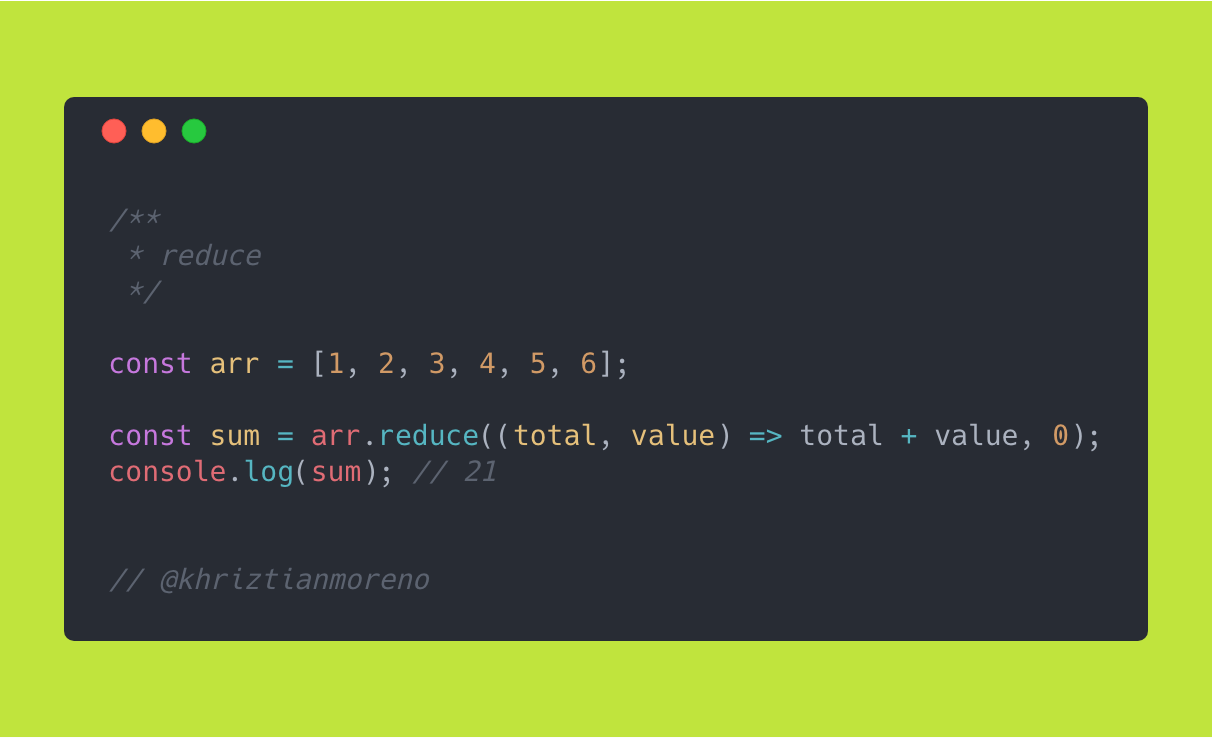 /**
 * reduce
 */
const arr = [1, 2, 3, 4, 5, 6];
const sum = arr.reduce((total, value) => total + value, 0);
console.log(sum); // 21
// @khriztianmoreno